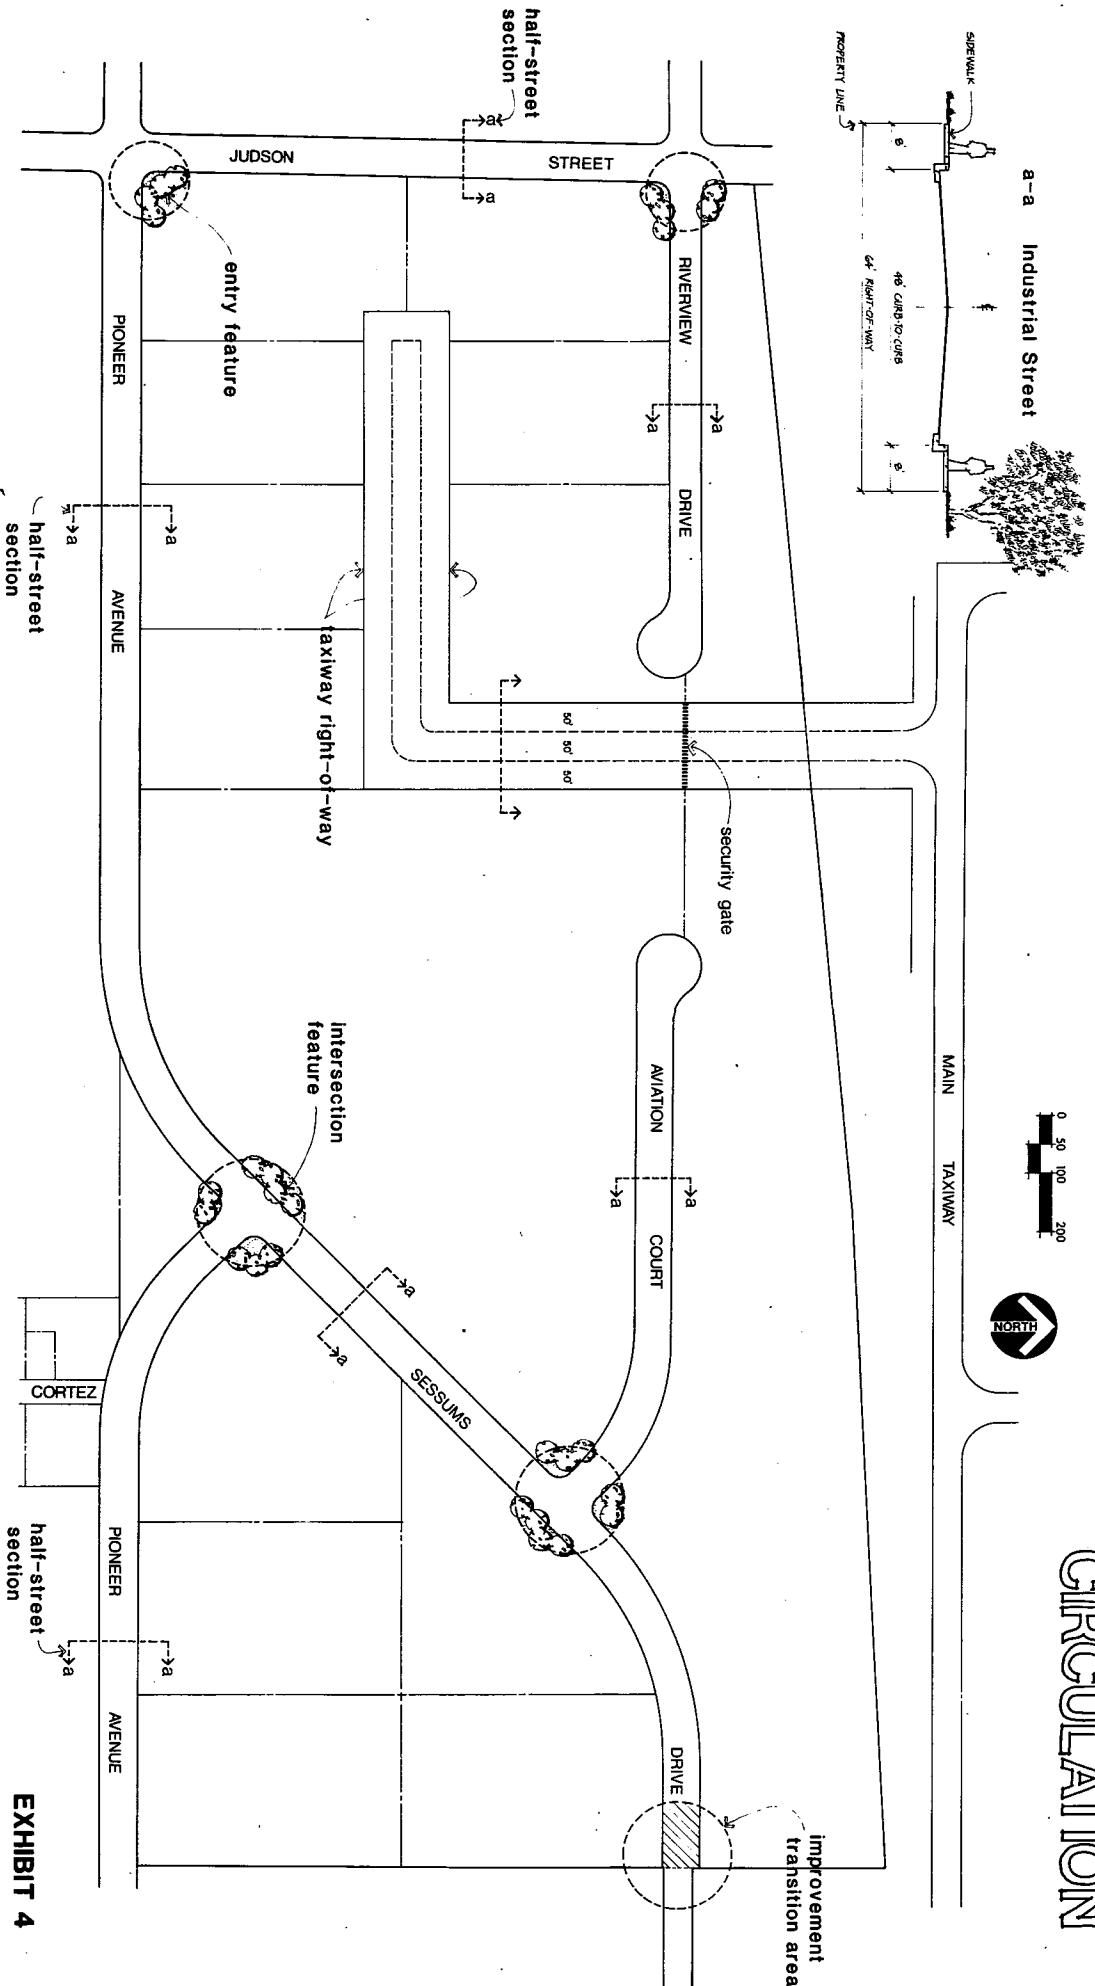 CIRCULATION
a-a Industrial Street
SIDEWALK
PROPERTY LINE
8'
48' CURB-TO-CURB
8'
64' RIGHT-OF-WAY
0 50 100 200
NORTH
MAIN TAXIWAY
half-street
section
a
a
JUDSON STREET
entry feature
RIVERVIEW DRIVE
a
a
PIONEER AVENUE
a
a
half-street
section
taxiway right-of-way
50'
50'
50'
security gate
AVIATION COURT
a
a
intersection
feature
SESSUMS DRIVE
a
a
CORTEZ
PIONEER AVENUE
a
a
half-street
section
improvement
transition area
EXHIBIT 4